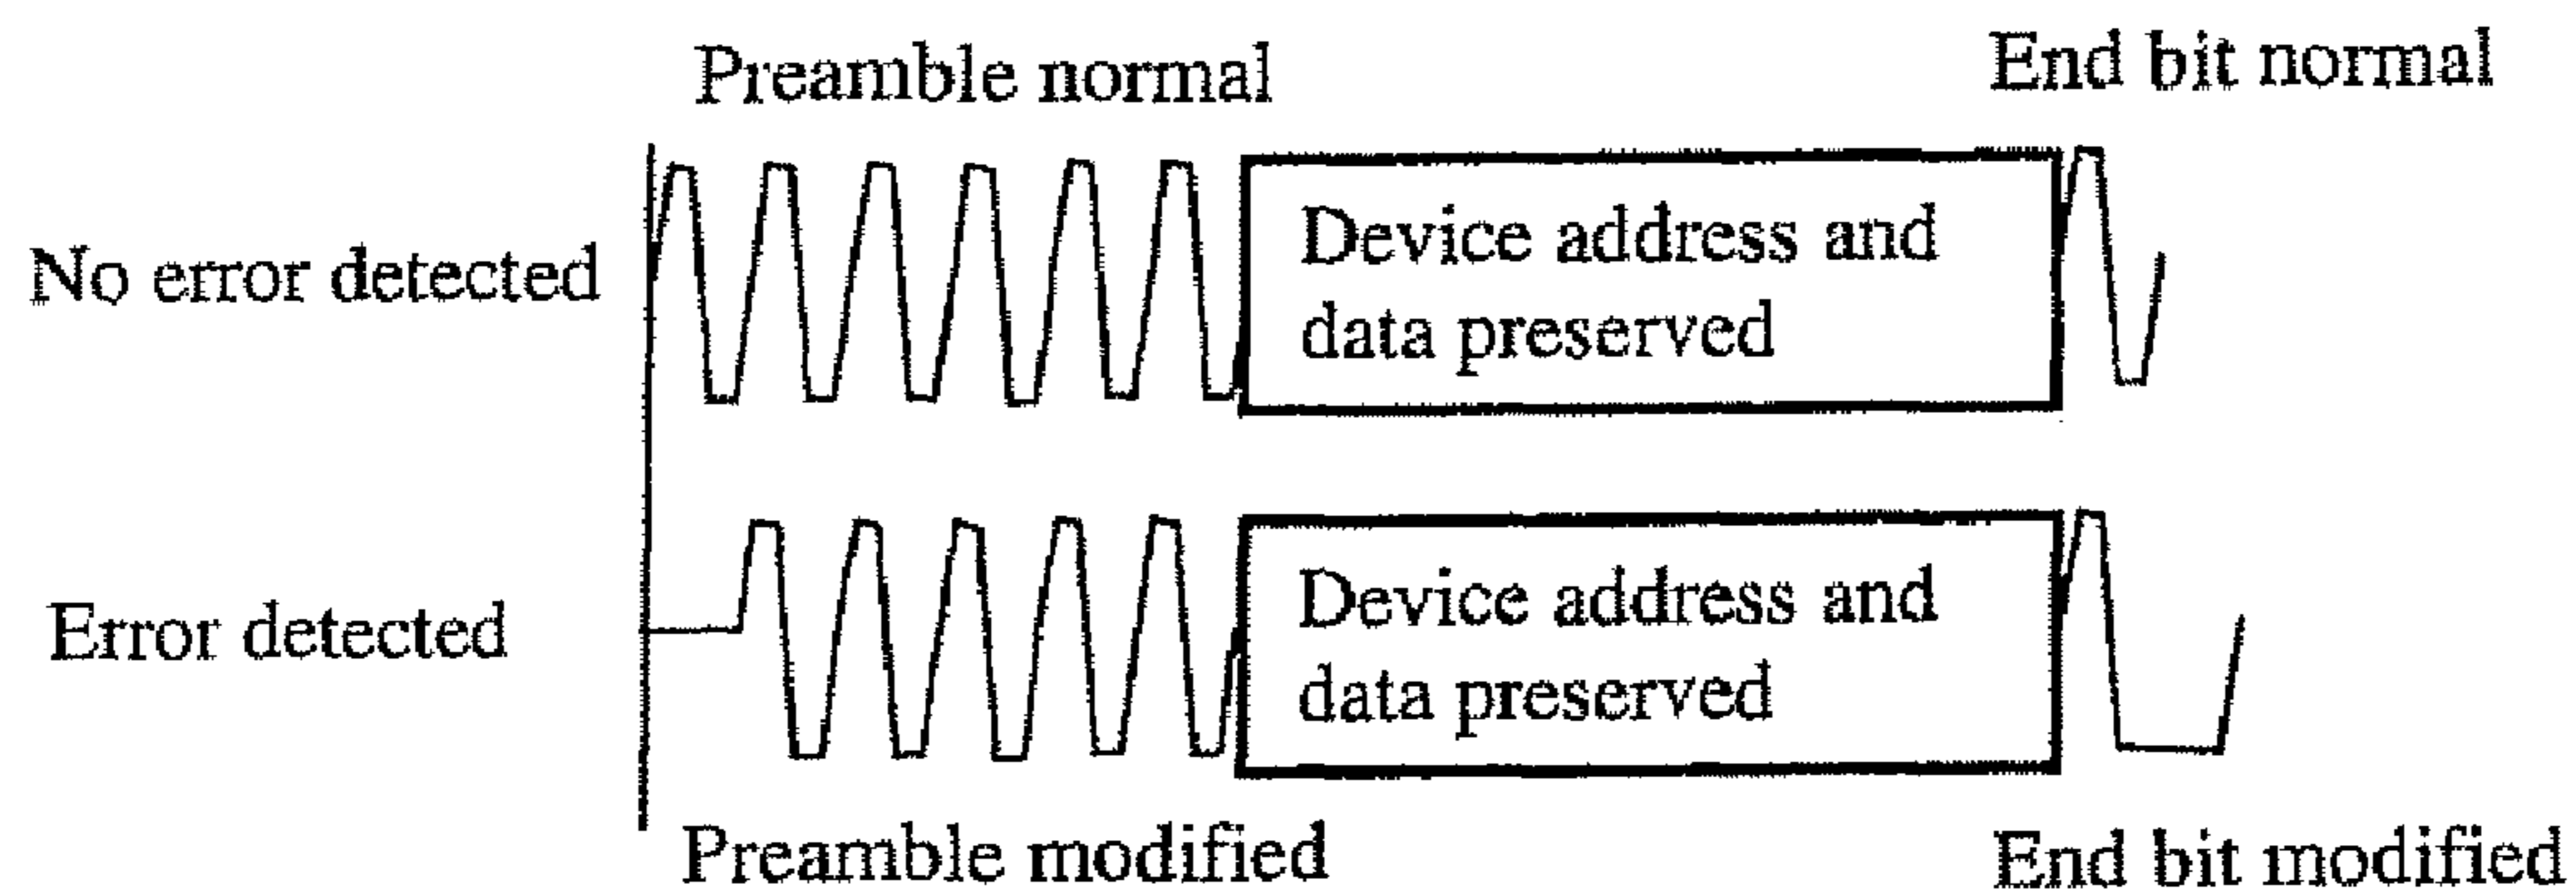 Preamble normal
End bit normal
No error detected
Device address and
data preserved
Error detected
Device address and
data preserved
Preamble modified
End bit modified